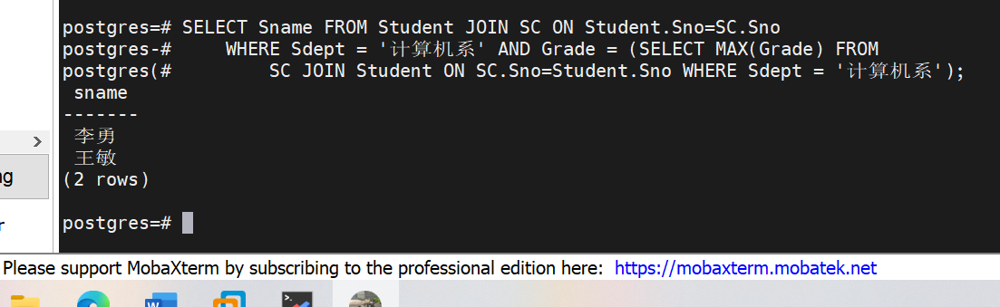 postgres=# SELECT Sname FROM Student JOIN SC ON Student.Sno=SC.Sno
postgres-#     WHERE Sdept = '计算机系' AND Grade = (SELECT MAX(Grade) FROM
postgres(#         SC JOIN Student ON SC.Sno=Student.Sno WHERE Sdept = '计算机系');
sname
-------
李勇
王敏
(2 rows)
postgres=#
Please support MobaXterm by subscribing to the professional edition here: https://mobaxterm.mobatek.net